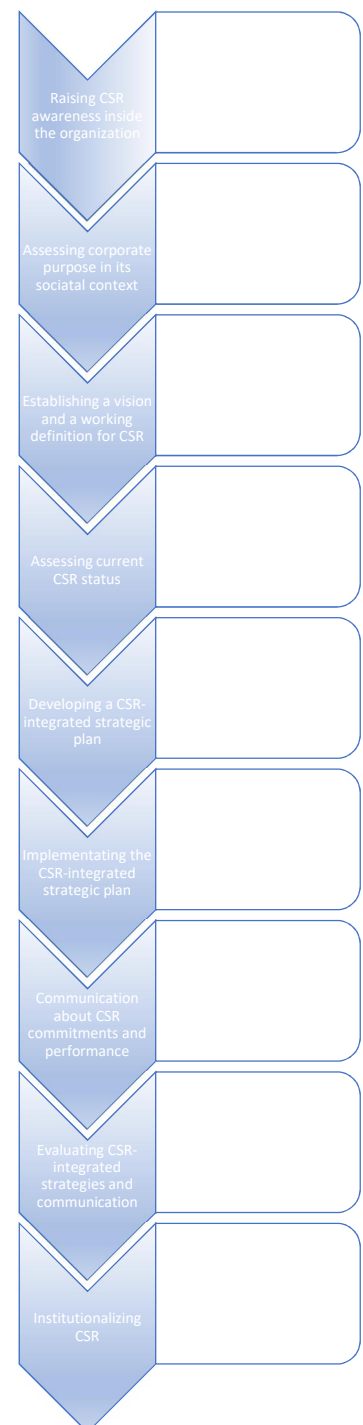 Raising CSR
awareness inside
the organization
Assessing corporate
purpose in its
sociatal context
Establishing a vision
and a working
definition for CSR
Assessing current
CSR status
Developing a CSR-
integrated strategic
plan
Implementating the
CSR-integrated
strategic plan
Communication
about CSR
commitments and
performance
Evaluating CSR-
integrated
strategies and
communication
Institutionalizing
CSR